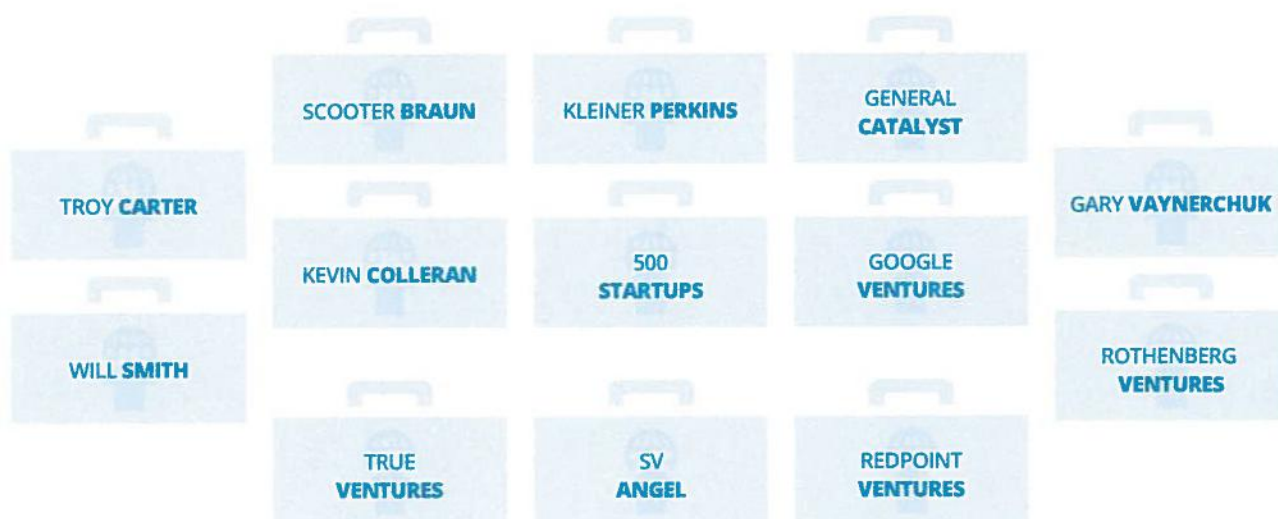 SCOOTER BRAUN
KLEINER PERKINS
GENERAL
CATALYST
TROY CARTER
GARY VAYNERCHUK
KEVIN COLLERAN
500
STARTUPS
GOOGLE
VENTURES
WILL SMITH
ROTHENBERG
VENTURES
TRUE
VENTURES
SV
ANGEL
REDPOINT
VENTURES